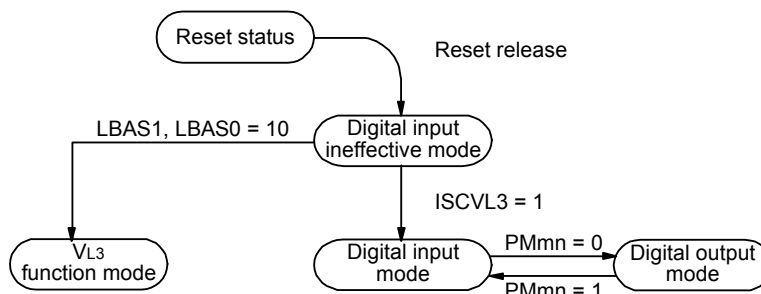 Reset status
Reset release
LBAS1, LBAS0 = 10
Digital input
ineffective mode
ISCVL3 = 1
VL3
function mode
Digital input
mode
PMmn = 0
PMmn = 1
Digital output
mode